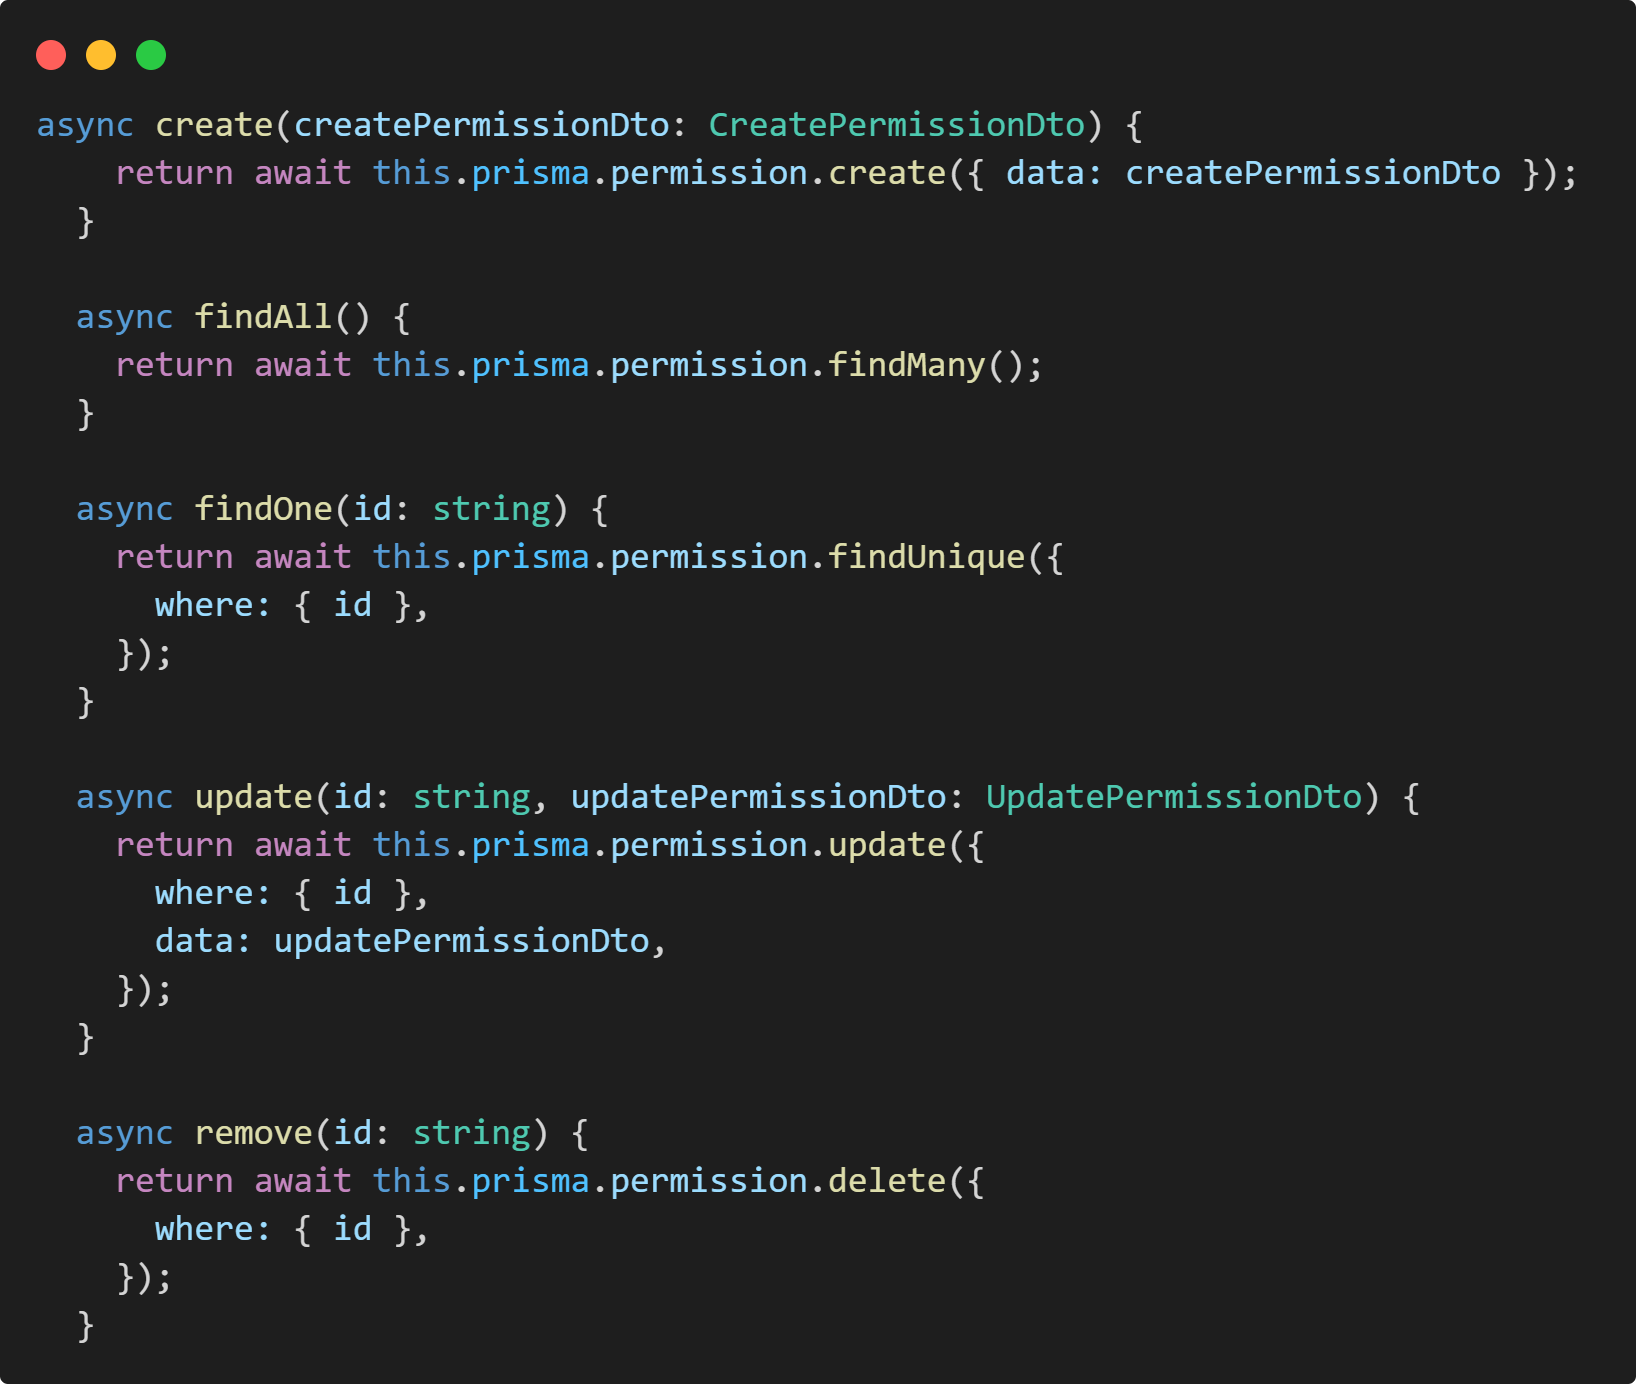 async create(createPermissionDto: CreatePermissionDto) {
    return await this.prisma.permission.create({ data: createPermissionDto });
  }

  async findAll() {
    return await this.prisma.permission.findMany();
  }

  async findOne(id: string) {
    return await this.prisma.permission.findUnique({
      where: { id },
    });
  }

  async update(id: string, updatePermissionDto: UpdatePermissionDto) {
    return await this.prisma.permission.update({
      where: { id },
      data: updatePermissionDto,
    });
  }

  async remove(id: string) {
    return await this.prisma.permission.delete({
      where: { id },
    });
  }